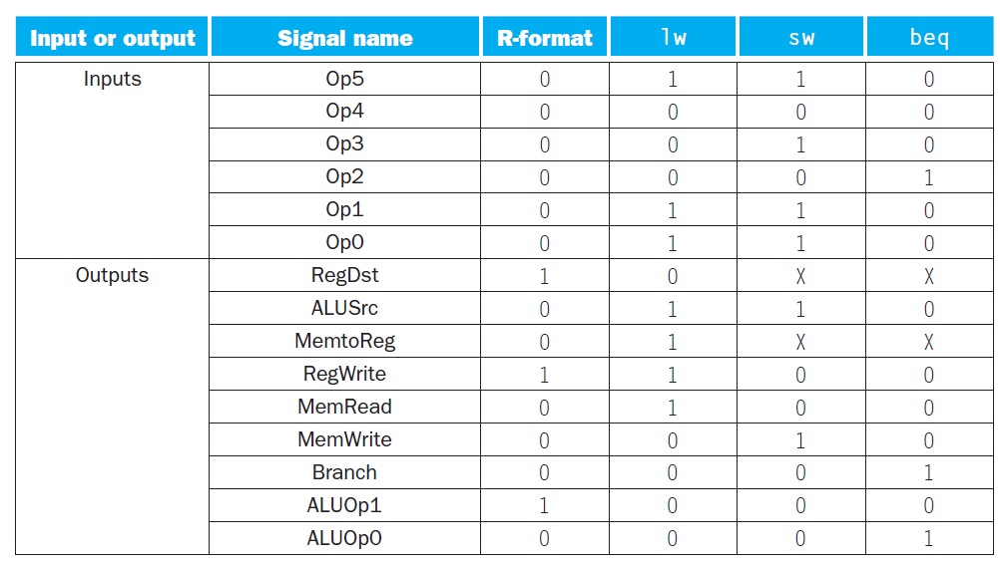 Input or output Signal name R-format lw sw beq
Inputs Op5 0 1 1 0
Op4 0 0 0 0
Op3 0 0 1 0
Op2 0 0 0 1
Op1 0 1 1 0
Op0 0 1 1 0
Outputs RegDst 1 0 X X
ALUSrc 0 1 1 0
MemtoReg 0 1 X X
RegWrite 1 1 0 0
MemRead 0 1 0 0
MemWrite 0 0 1 0
Branch 0 0 0 1
ALUOp1 1 0 0 0
ALUOp0 0 0 0 1